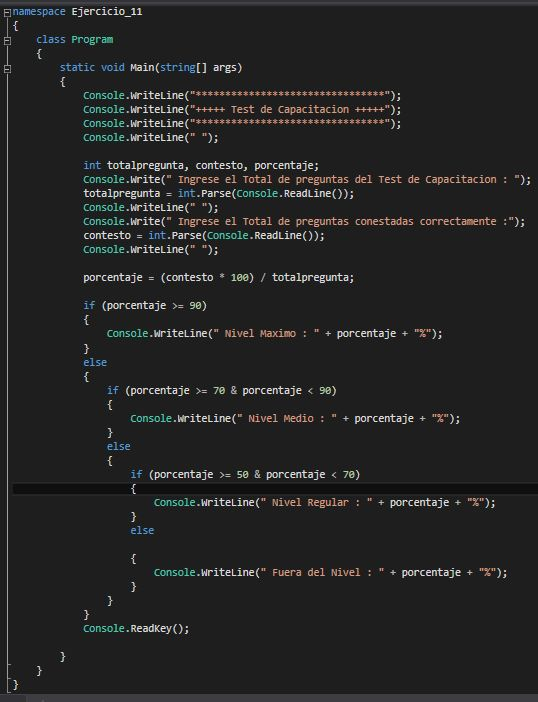 namespace Ejercicio_11
{
class Program
{
static void Main(string[] args)
{
Console.WriteLine("********************************");
Console.WriteLine("+++++ Test de Capacitacion +++++");
Console.WriteLine("********************************");
Console.WriteLine(" ");
int totalpregunta, contesto, porcentaje;
Console.Write(" Ingrese el Total de preguntas del Test de Capacitacion : ");
totalpregunta = int.Parse(Console.ReadLine());
Console.WriteLine(" ");
Console.Write(" Ingrese el Total de preguntas conestadas correctamente :");
contesto = int.Parse(Console.ReadLine());
Console.WriteLine(" ");
porcentaje = (contesto * 100) / totalpregunta;
if (porcentaje >= 90)
{
Console.WriteLine(" Nivel Maximo : " + porcentaje + "%");
}
else
{
if (porcentaje >= 70 & porcentaje < 90)
{
Console.WriteLine(" Nivel Medio : " + porcentaje + "%");
}
else
{
if (porcentaje >= 50 & porcentaje < 70)
{
Console.WriteLine(" Nivel Regular : " + porcentaje + "%");
}
else
{
Console.WriteLine(" Fuera del Nivel : " + porcentaje + "%");
}
}
}
Console.ReadKey();
}
}
}